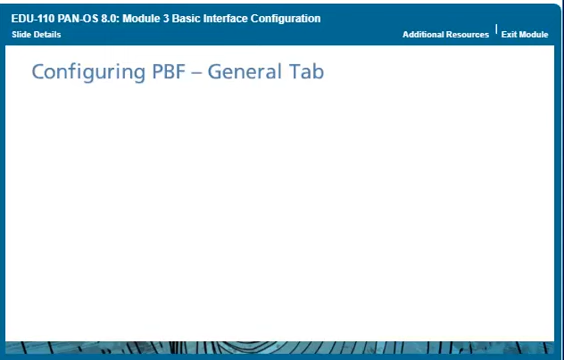 EDU-110 PAN-OS 8.0: Module 3 Basic Interface Configuration
Slide Details
Additional Resources | Exit Module
Configuring PBF – General Tab